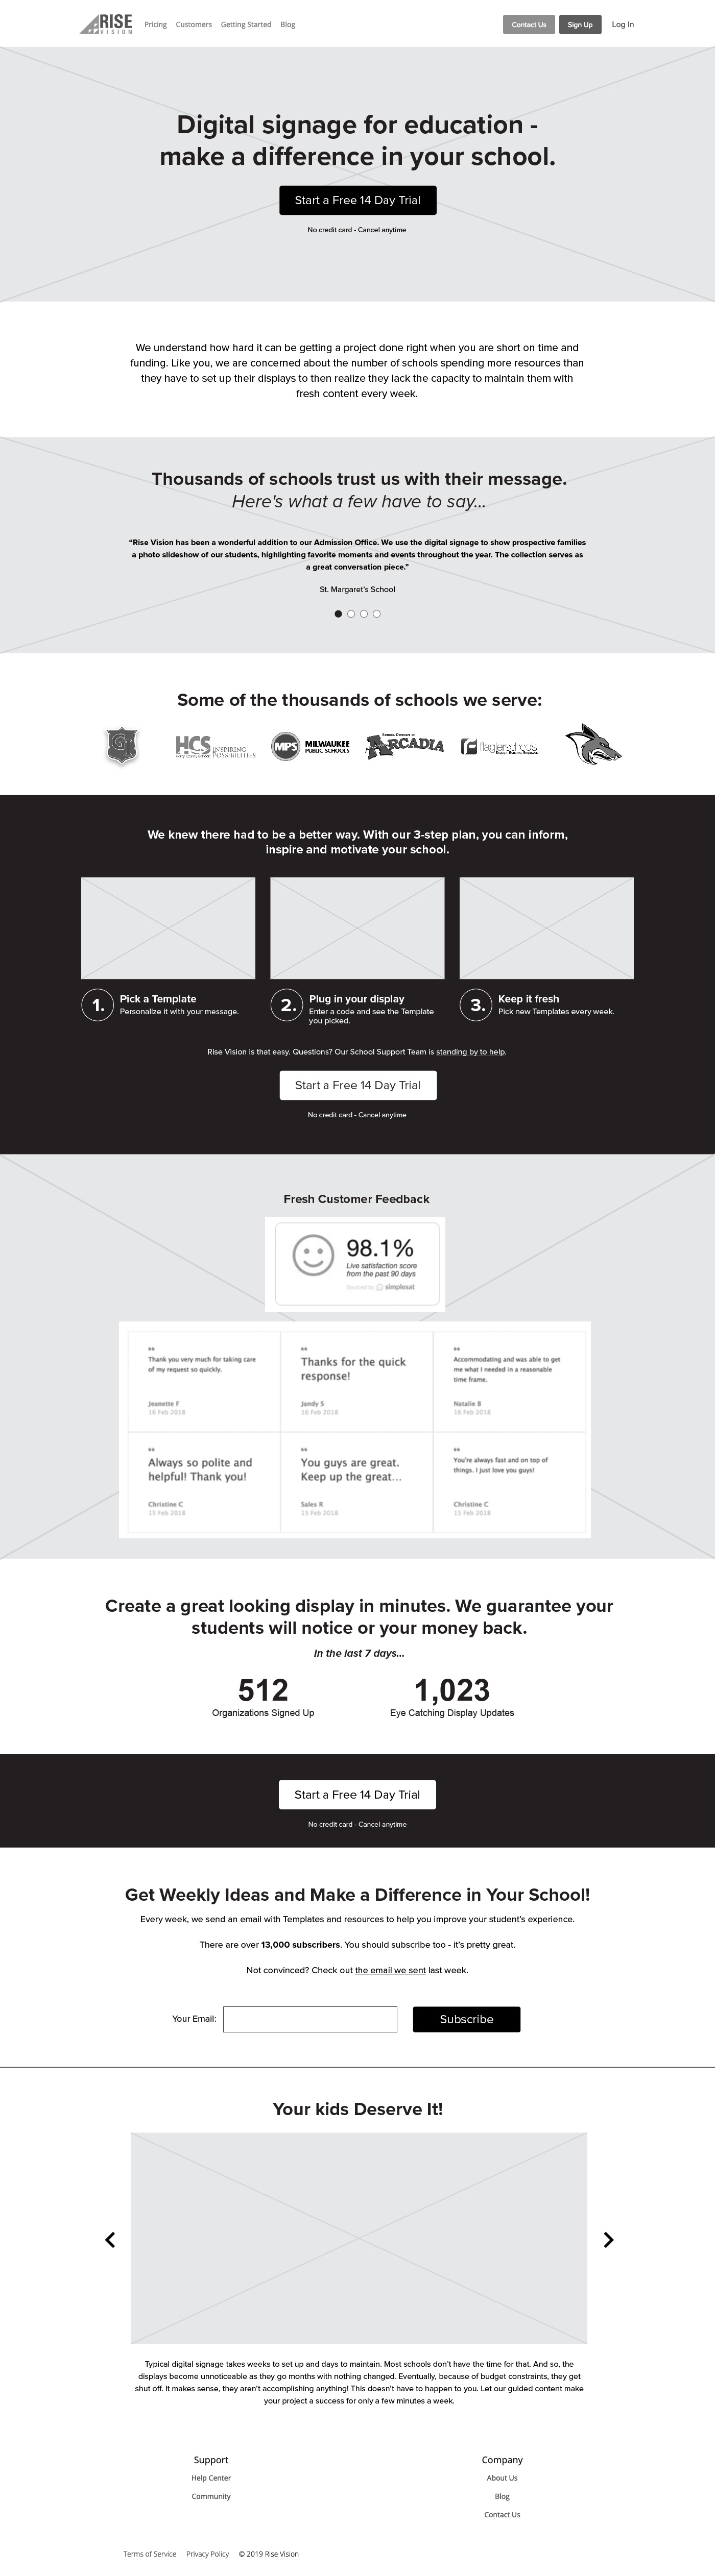 RISE
VISION
Pricing Customers Getting Started Blog
Contact Us Sign Up Log In
Digital signage for education -
make a difference in your school.
Start a Free 14 Day Trial
No credit card - Cancel anytime
We understand how hard it can be getting a project done right when you are short on time and
funding. Like you, we are concerned about the number of schools spending more resources than
they have to set up their displays to then realize they lack the capacity to maintain them with
fresh content every week.
Thousands of schools trust us with their message.
Here's what a few have to say...
“Rise Vision has been a wonderful addition to our Admission Office. We use the digital signage to show prospective families
a photo slideshow of our students, highlighting favorite moments and events throughout the year. The collection serves as
a great conversation piece.”
St. Margaret’s School
Some of the thousands of schools we serve:
HCS INSPIRING
POSSIBILITIES
MPS MILWAUKEE
PUBLIC SCHOOLS
SCHOOL DISTRICT OF
ARCADIA
flaglerschools
We knew there had to be a better way. With our 3-step plan, you can inform,
inspire and motivate your school.
1. Pick a Template
Personalize it with your message.
2. Plug in your display
Enter a code and see the Template
you picked.
3. Keep it fresh
Pick new Templates every week.
Rise Vision is that easy. Questions? Our School Support Team is standing by to help.
Start a Free 14 Day Trial
No credit card - Cancel anytime
Fresh Customer Feedback
98.1%
Live satisfaction score
from the past 90 days
simplesat
Thank you very much for taking care
of my request so quickly.
Jeanette F
16 Feb 2018
Thanks for the quick
response!
Jandy S
16 Feb 2018
Accommodating and was able to get
me what I needed in a reasonable
time frame.
Natalie B
16 Feb 2018
Always so polite and
helpful! Thank you!
Christine C
15 Feb 2018
You guys are great.
Keep up the great...
Sales R
15 Feb 2018
You're always fast and on top of
things. I just love you guys!
Christine C
15 Feb 2018
Create a great looking display in minutes. We guarantee your
students will notice or your money back.
In the last 7 days...
512
Organizations Signed Up
1,023
Eye Catching Display Updates
Start a Free 14 Day Trial
No credit card - Cancel anytime
Get Weekly Ideas and Make a Difference in Your School!
Every week, we send an email with Templates and resources to help you improve your student’s experience.
There are over 13,000 subscribers. You should subscribe too - it’s pretty great.
Not convinced? Check out the email we sent last week.
Your Email:
Subscribe
Your kids Deserve It!
Typical digital signage takes weeks to set up and days to maintain. Most schools don’t have the time for that. And so, the
displays become unnoticeable as they go months with nothing changed. Eventually, because of budget constraints, they get
shut off. It makes sense, they aren’t accomplishing anything! This doesn’t have to happen to you. Let our guided content make
your project a success for only a few minutes a week.
Support
Help Center
Community
Company
About Us
Blog
Contact Us
Terms of Service Privacy Policy © 2019 Rise Vision